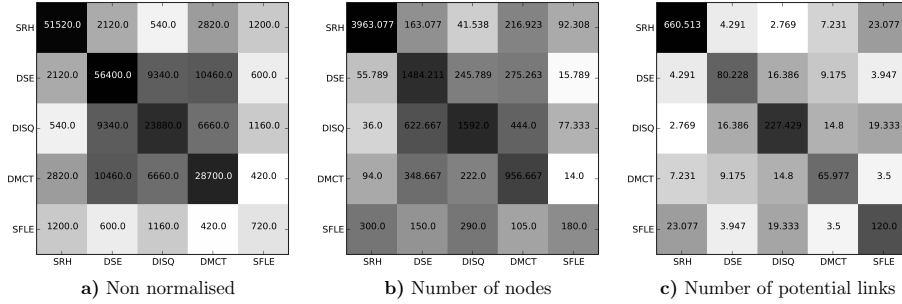 SRH 51520.0 2120.0 540.0 2820.0 1200.0
DSE 2120.0 56400.0 9340.0 10460.0 600.0
DISQ 540.0 9340.0 23880.0 6660.0 1160.0
DMCT 2820.0 10460.0 6660.0 28700.0 420.0
SFLE 1200.0 600.0 1160.0 420.0 720.0
SRH DSE DISQ DMCT SFLE
a) Non normalised
SRH 3963.077 163.077 41.538 216.923 92.308
DSE 55.789 1484.211 245.789 275.263 15.789
DISQ 36.0 622.667 1592.0 444.0 77.333
DMCT 94.0 348.667 222.0 956.667 14.0
SFLE 300.0 150.0 290.0 105.0 180.0
SRH DSE DISQ DMCT SFLE
b) Number of nodes
SRH 660.513 4.291 2.769 7.231 23.077
DSE 4.291 80.228 16.386 9.175 3.947
DISQ 2.769 16.386 227.429 14.8 19.333
DMCT 7.231 9.175 14.8 65.977 3.5
SFLE 23.077 3.947 19.333 3.5 120.0
SRH DSE DISQ DMCT SFLE
c) Number of potential links